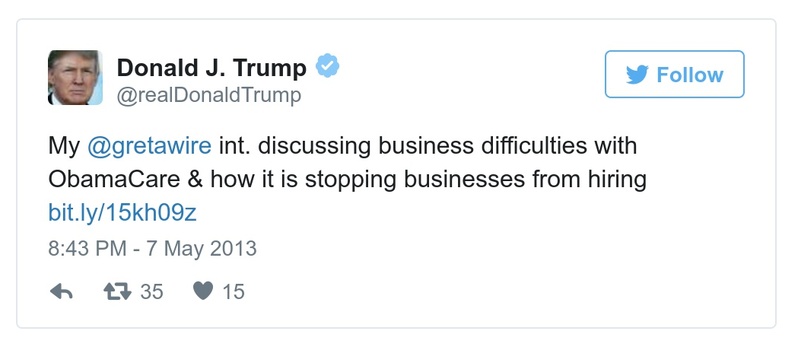 Donald J. Trump
@realDonaldTrump
Follow
My @gretawire int. discussing business difficulties with
ObamaCare & how it is stopping businesses from hiring
bit.ly/15kh09z
8:43 PM - 7 May 2013
35 15